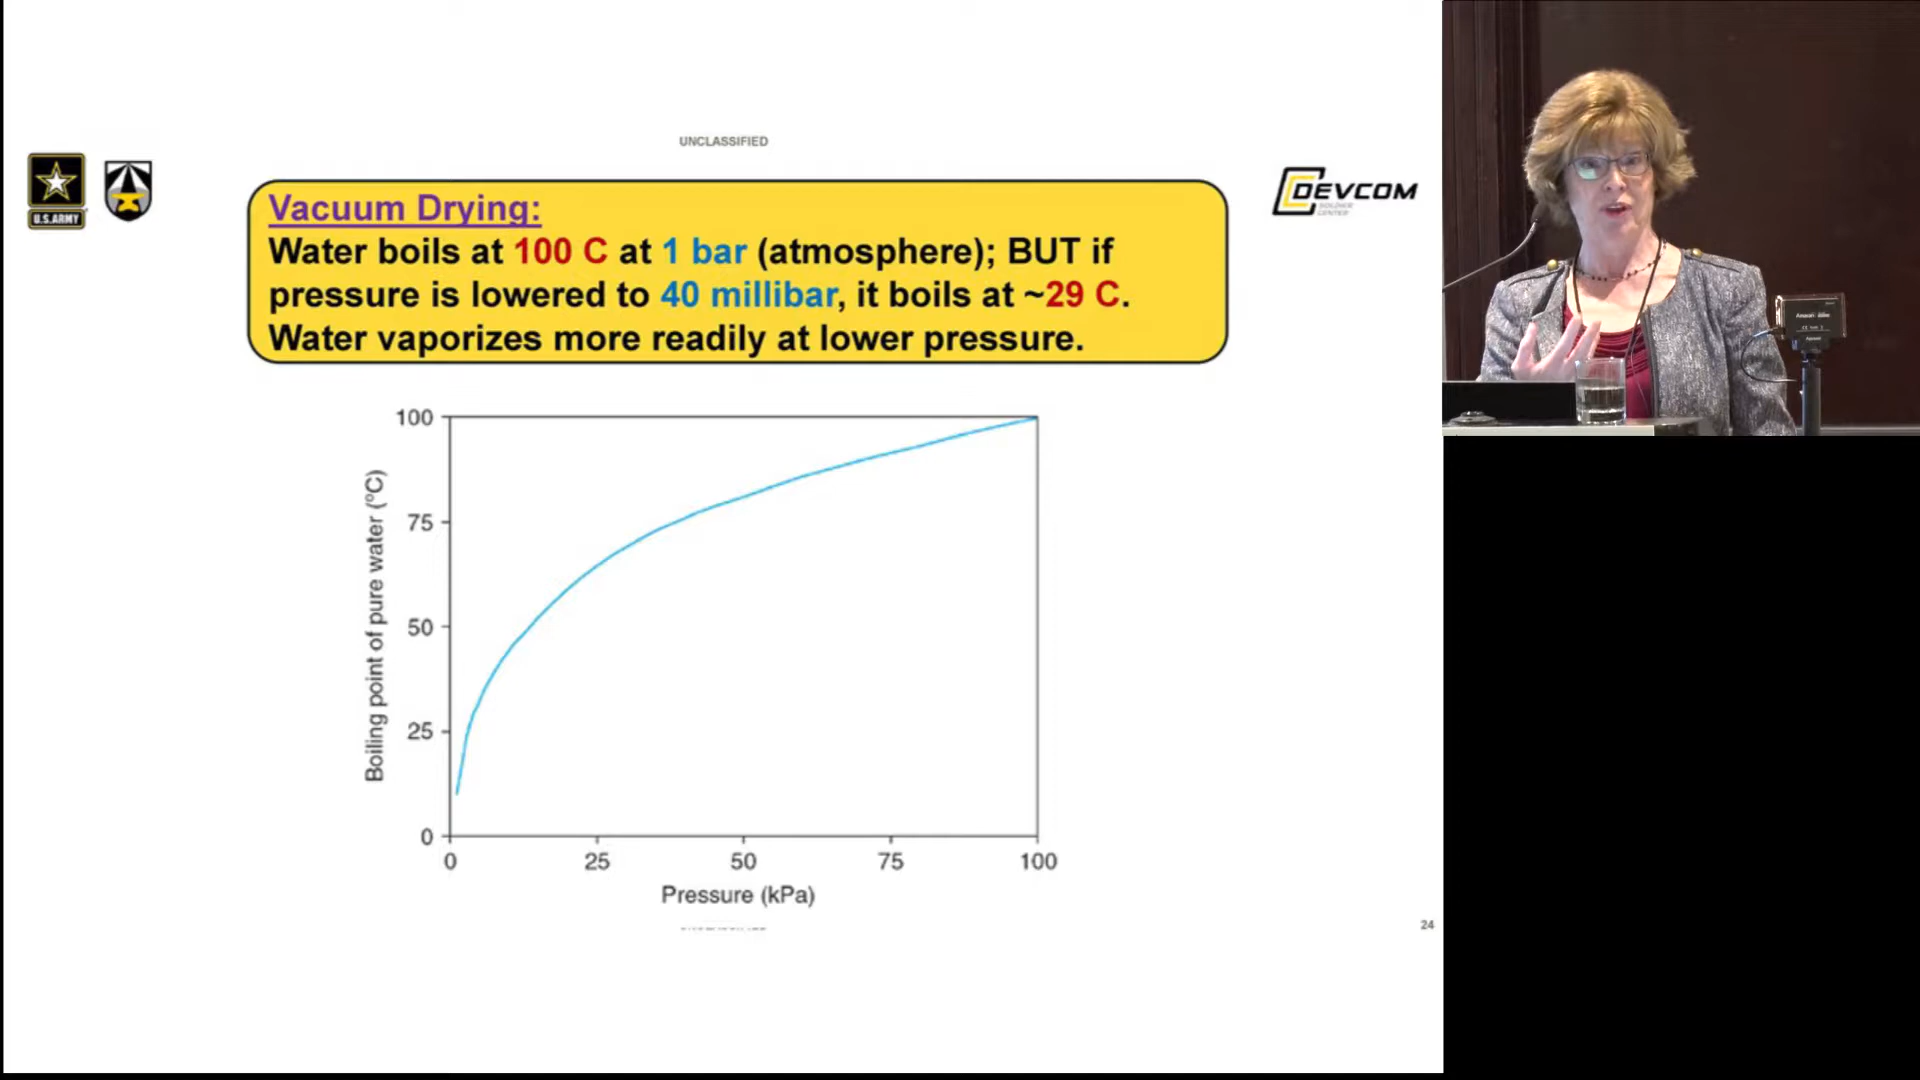 UNCLASSIFIED
U.S.ARMY
DEVCOM
SOLDIER
CENTER
Vacuum Drying:
Water boils at 100 C at 1 bar (atmosphere); BUT if
pressure is lowered to 40 millibar, it boils at ~29 C.
Water vaporizes more readily at lower pressure.
100
75
50
25
0
Boiling point of pure water (°C)
0 25 50 75 100
Pressure (kPa)
24